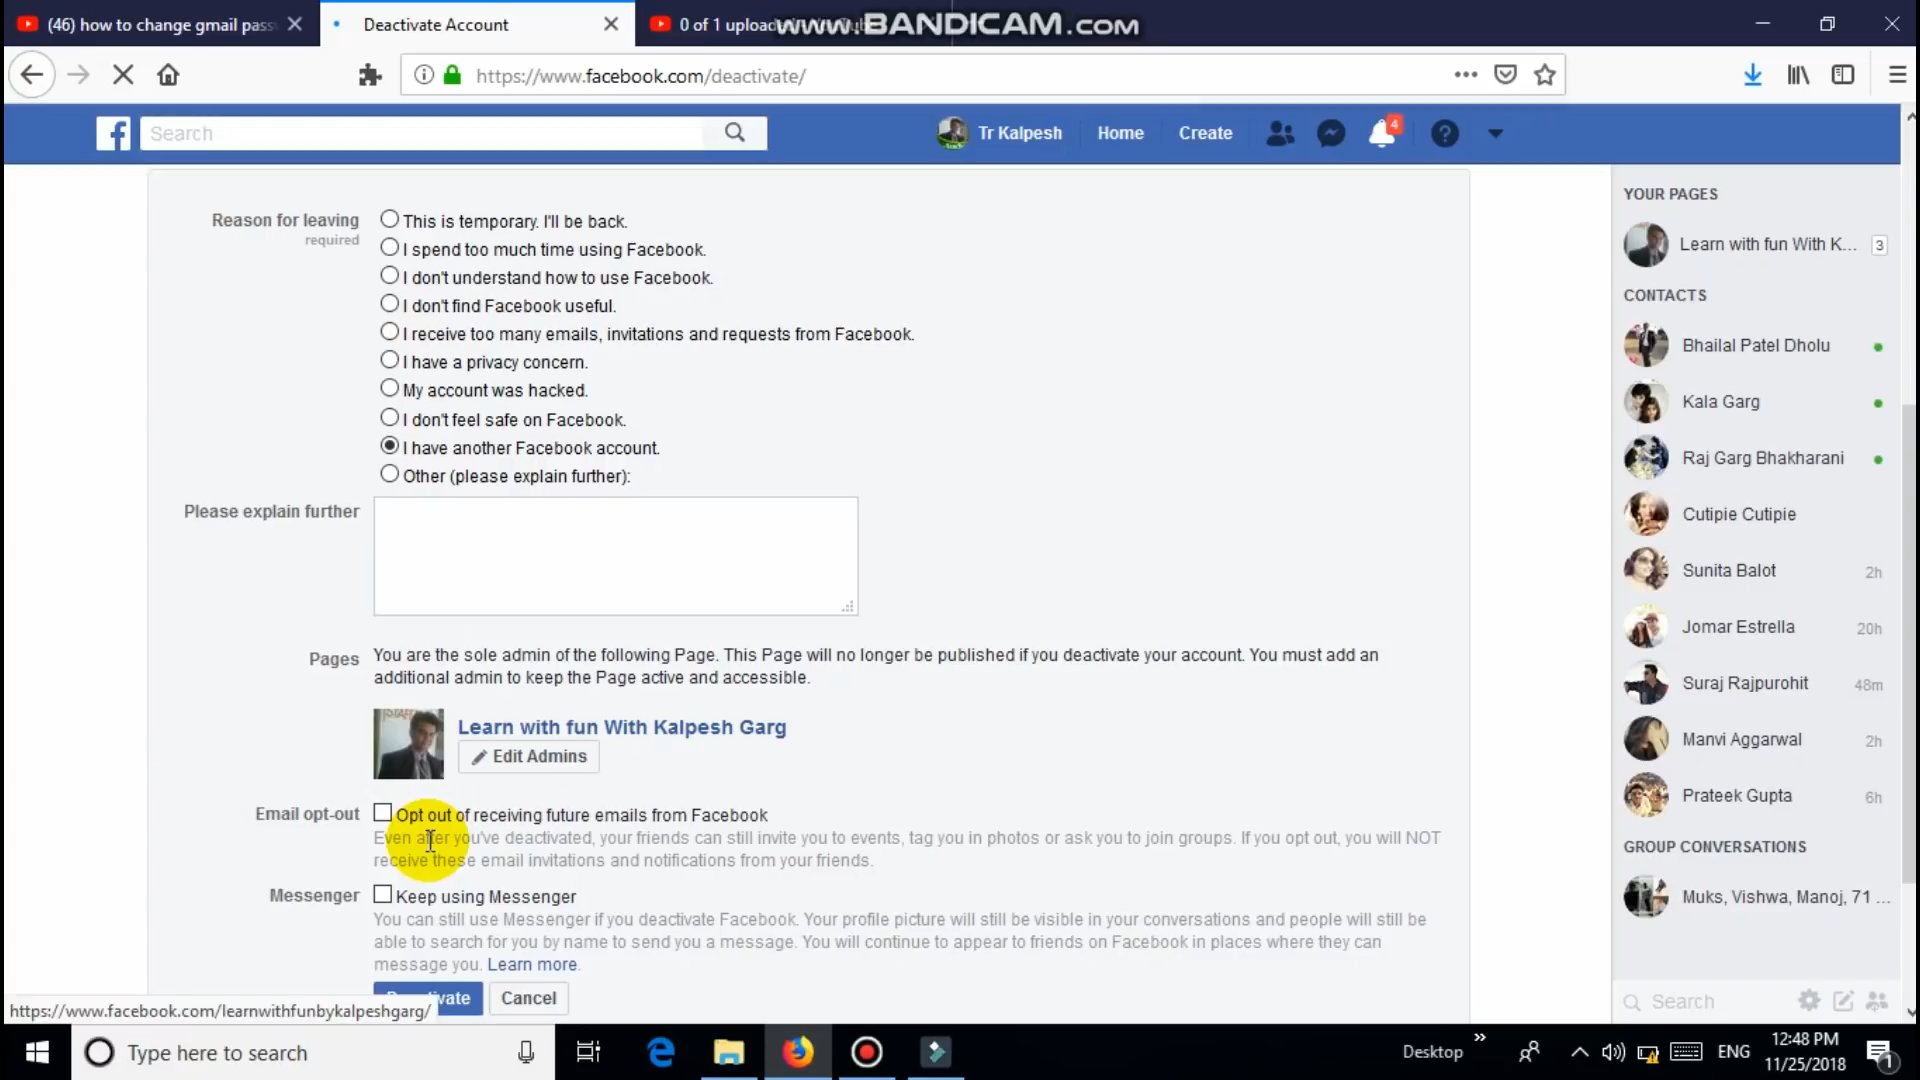 (46) how to change gmail pass
Deactivate Account
0 of 1 upload
www.BANDICAM.com
https://www.facebook.com/deactivate/
Search
Tr Kalpesh
Home
Create
4
Reason for leaving
required
This is temporary. I'll be back.
I spend too much time using Facebook.
I don't understand how to use Facebook.
I don't find Facebook useful.
I receive too many emails, invitations and requests from Facebook.
I have a privacy concern.
My account was hacked.
I don't feel safe on Facebook.
I have another Facebook account.
Other (please explain further):
Please explain further
Pages
You are the sole admin of the following Page. This Page will no longer be published if you deactivate your account. You must add an
additional admin to keep the Page active and accessible.
Learn with fun With Kalpesh Garg
Edit Admins
Email opt-out
Opt out of receiving future emails from Facebook
Even after you've deactivated, your friends can still invite you to events, tag you in photos or ask you to join groups. If you opt out, you will NOT
receive these email invitations and notifications from your friends.
Messenger
Keep using Messenger
You can still use Messenger if you deactivate Facebook. Your profile picture will still be visible in your conversations and people will still be
able to search for you by name to send you a message. You will continue to appear to friends on Facebook in places where they can
message you. Learn more.
Deactivate
Cancel
https://www.facebook.com/learnwithfunbykalpeshgarg/
YOUR PAGES
Learn with fun With K... 3
CONTACTS
Bhailal Patel Dholu
Kala Garg
Raj Garg Bhakharani
Cutipie Cutipie
Sunita Balot 2h
Jomar Estrella 20h
Suraj Rajpurohit 48m
Manvi Aggarwal 2h
Prateek Gupta 6h
GROUP CONVERSATIONS
Muks, Vishwa, Manoj, 71 ...
Search
Type here to search
Desktop
ENG
12:48 PM
11/25/2018
1